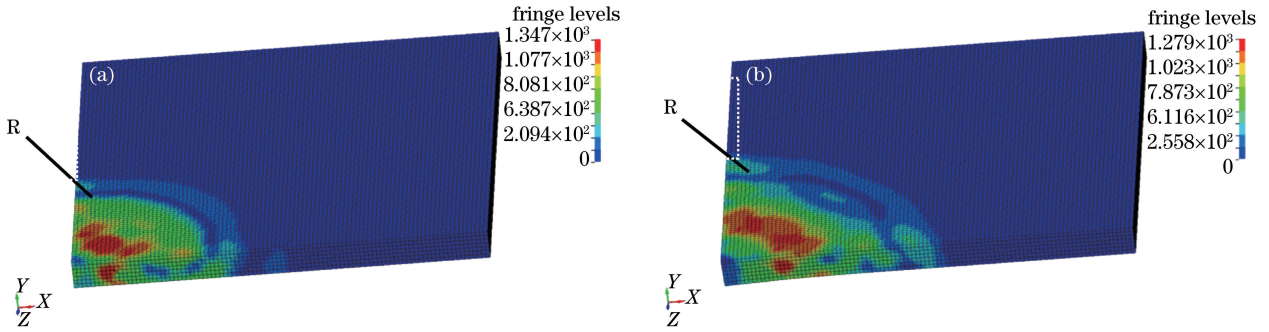 fringe levels
1.347×10³
1.077×10³
8.081×10²
6.387×10²
2.094×10²
0
(a)
R
Y
X
Z
fringe levels
1.279×10³
1.023×10³
7.873×10²
6.116×10²
2.558×10²
0
(b)
R
Y
X
Z